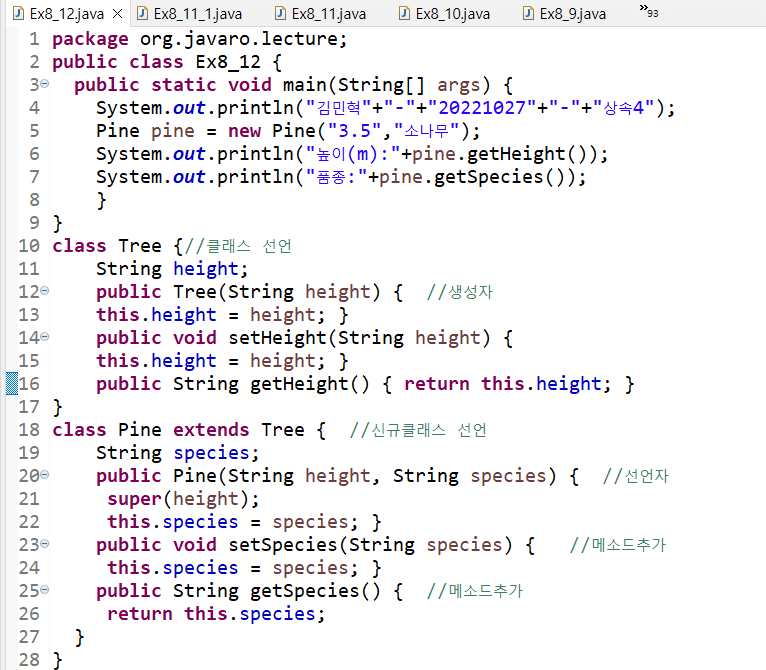 Ex8_12.java Ex8_11_1.java Ex8_11.java Ex8_10.java Ex8_9.java »93
1 package org.javaro.lecture;
2 public class Ex8_12 {
3 public static void main(String[] args) {
4 System.out.println("김민혁"+"-"+"20221027"+"-"+"상속4");
5 Pine pine = new Pine("3.5","소나무");
6 System.out.println("높이(m):"+pine.getHeight());
7 System.out.println("품종:"+pine.getSpecies());
8 }
9 }
10 class Tree {//클래스 선언
11 String height;
12 public Tree(String height) { //생성자
13 this.height = height; }
14 public void setHeight(String height) {
15 this.height = height; }
16 public String getHeight() { return this.height; }
17 }
18 class Pine extends Tree { //신규클래스 선언
19 String species;
20 public Pine(String height, String species) { //선언자
21 super(height);
22 this.species = species; }
23 public void setSpecies(String species) { //메소드추가
24 this.species = species; }
25 public String getSpecies() { //메소드추가
26 return this.species;
27 }
28 }